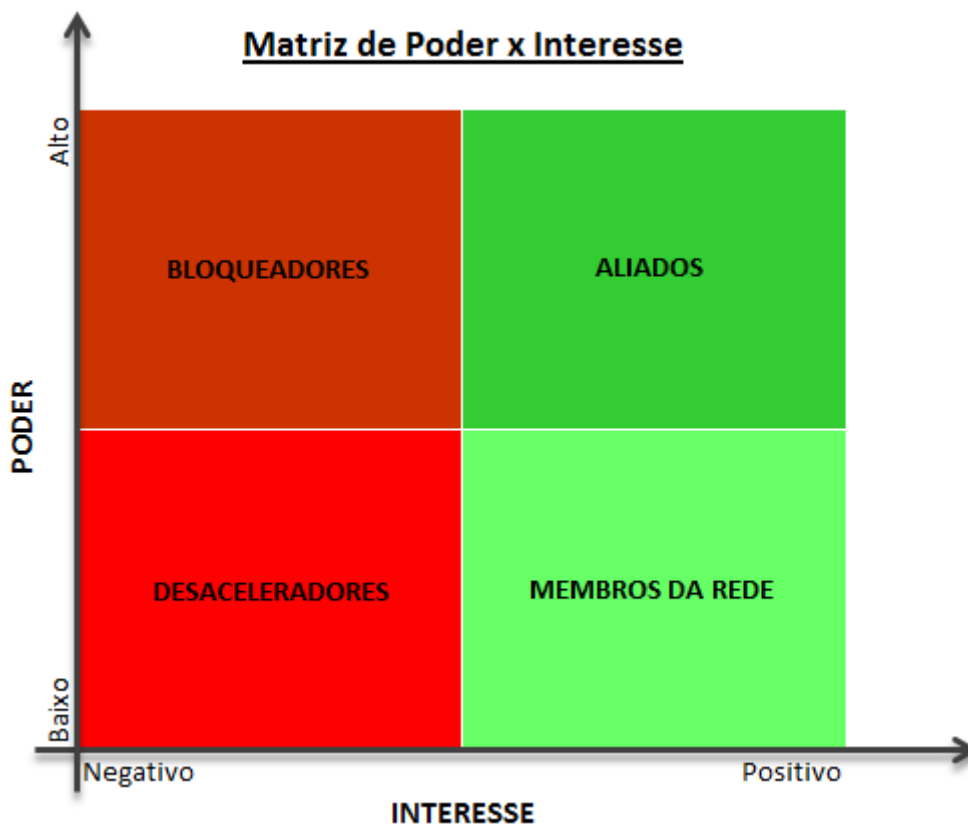 Matriz de Poder x Interesse
Alto
BLOQUEADORES
ALIADOS
PODER
DESACELERADORES
MEMBROS DA REDE
Baixo
Negativo
Positivo
INTERESSE